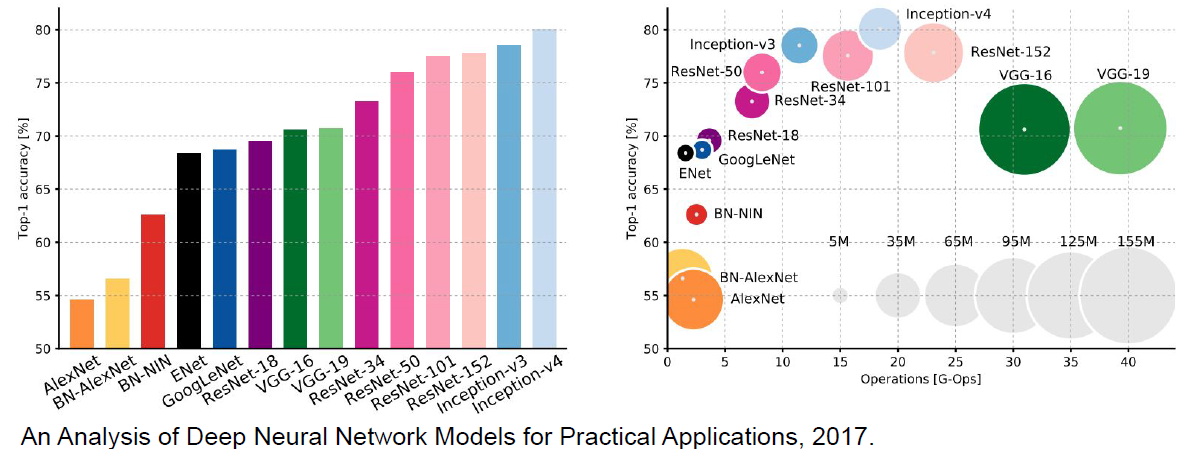 Top-1 accuracy [%]
80
75
70
65
60
55
50
AlexNet
BN-AlexNet
BN-NIN
ENet
GoogLeNet
ResNet-18
VGG-16
VGG-19
ResNet-34
ResNet-50
ResNet-101
ResNet-152
Inception-v3
Inception-v4
Top-1 accuracy [%]
80
75
70
65
60
55
50
Inception-v4
Inception-v3
ResNet-152
ResNet-50
VGG-16
VGG-19
ResNet-101
ResNet-34
ResNet-18
GoogLeNet
ENet
BN-NIN
5M 35M 65M 95M 125M 155M
BN-AlexNet
AlexNet
0 5 10 15 20 25 30 35 40
Operations [G-Ops]
An Analysis of Deep Neural Network Models for Practical Applications, 2017.